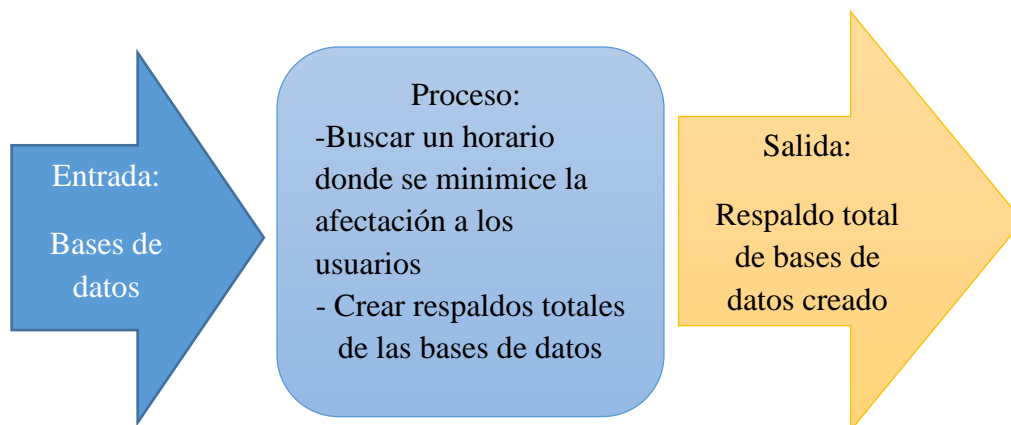 Entrada:
Bases de
datos
Proceso:
-Buscar un horario
donde se minimice la
afectación a los
usuarios
- Crear respaldos totales
de las bases de datos
Salida:
Respaldo total
de bases de
datos creado